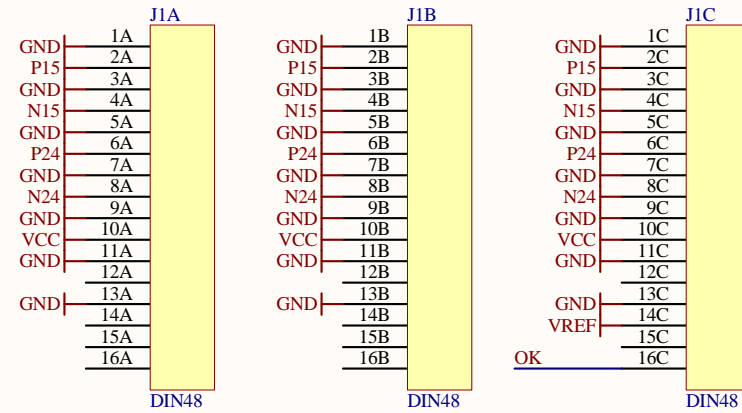 J1A J1B J1C
GND 1A GND 1B GND 1C
P15 2A P15 2B P15 2C
GND 3A GND 3B GND 3C
N15 4A N15 4B N15 4C
GND 5A GND 5B GND 5C
P24 6A P24 6B P24 6C
GND 7A GND 7B GND 7C
N24 8A N24 8B N24 8C
GND 9A GND 9B GND 9C
VCC 10A VCC 10B VCC 10C
GND 11A GND 11B GND 11C
12A 12B 12C
GND 13A GND 13B GND 13C
14A 14B VREF 14C
15A 15B 15C
16A 16B OK 16C
DIN48 DIN48 DIN48